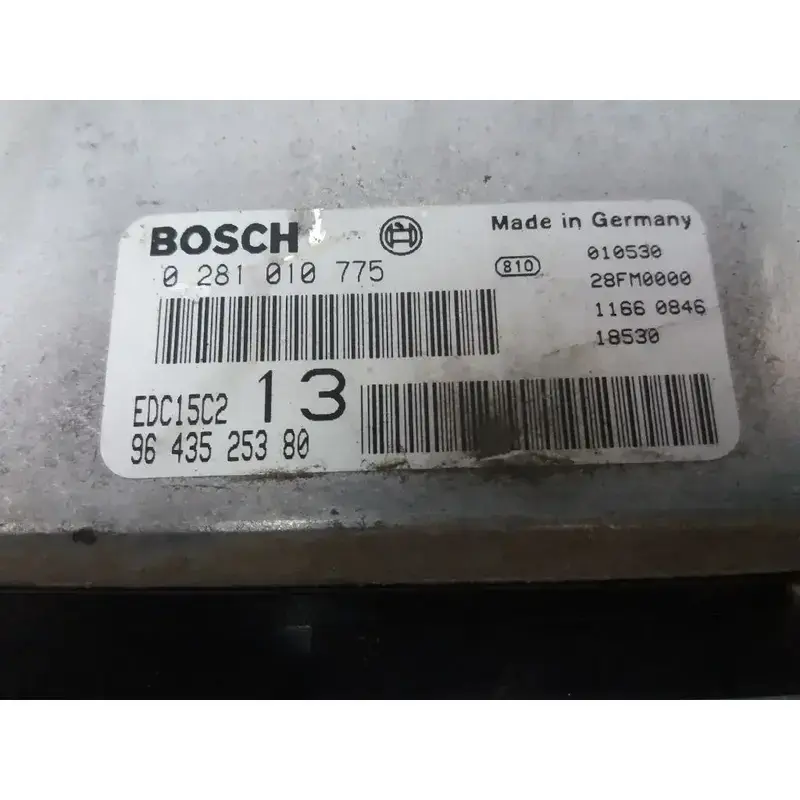 BOSCH
0 281 010 775
EDC15C2 13
96 435 253 80
Made in Germany
810
010530
28FM0000
1166 0846
18530